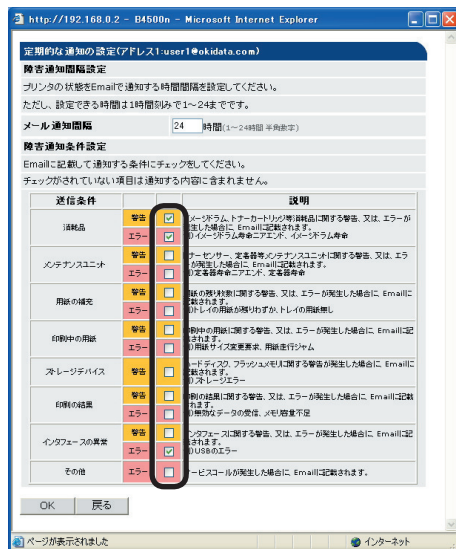 http://192.168.0.2 - B4500n - Microsoft Internet Explorer
定期的な通知の設定(アドレス1:user1@okidata.com)
障害通知間隔設定
プリンタの状態をEmailで通知する時間間隔を設定してください。
ただし、設定できる時間は1時間刻みで1～24までです。
メール通知間隔 24 時間(1～24時間 半角数字)
障害通知条件設定
Emailに記載して通知する条件にチェックをしてください。
チェックがされていない項目は通知する内容に含まれません。
送信条件 説明
消耗品 警告 エラー
メージドラム、トナーカートリッジ等消耗品に関する警告、又は、エラーが
生した場合に、Emailに記載されます。
)イメージドラム寿命ニアエンド、イメージドラム寿命
メンテナンスユニット 警告 エラー
ナーセンサー、定着器等メンテナンスユニットに関する警告、又は、エラ
が発生した場合に、Emailに記載されます。
)定着器寿命ニアエンド、定着器寿命
用紙の補充 警告 エラー
紙の残り枚数に関する警告、又は、エラーが発生した場合に、Emailに
載されます。
)トレイの用紙が残りわずか、トレイの用紙無し
印刷中の用紙 警告 エラー
刷中の用紙に関する警告、又は、エラーが発生した場合に、Emailに記
されます。
)用紙サイズ変更要求、用紙走行ジャム
ストレージデバイス 警告
ードディスク、フラッシュメモリに関する警告が発生した場合に、Emailに
載されます。
)ストレージエラー
印刷の結果 警告 エラー
刷の結果に関する警告、又は、エラーが発生した場合に、Emailに記載
れます。
)無効なデータの受信、メモリ容量不足
インタフェースの異常 警告 エラー
ンタフェースに関する警告、又は、エラーが発生した場合に、Emailに記
されます。
)USBのエラー
その他 エラー
ービスコールが発生した場合に、Emailに記載されます。
OK 戻る
ページが表示されました インターネット